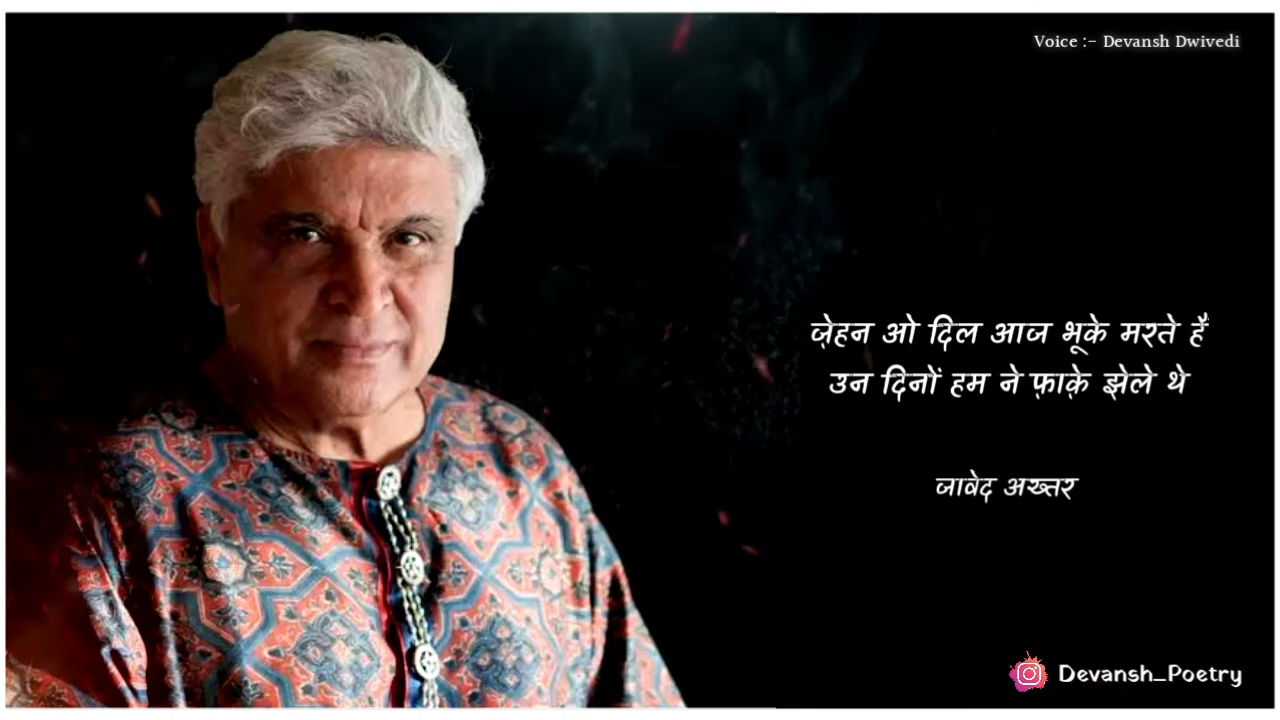 Voice :- Devansh Dwivedi
ज़ेहन ओ दिल आज भूके मरते हैं
उन दिनों हम ने फ़ाक़े झेले थे
जावेद अख्तर
Devansh_Poetry